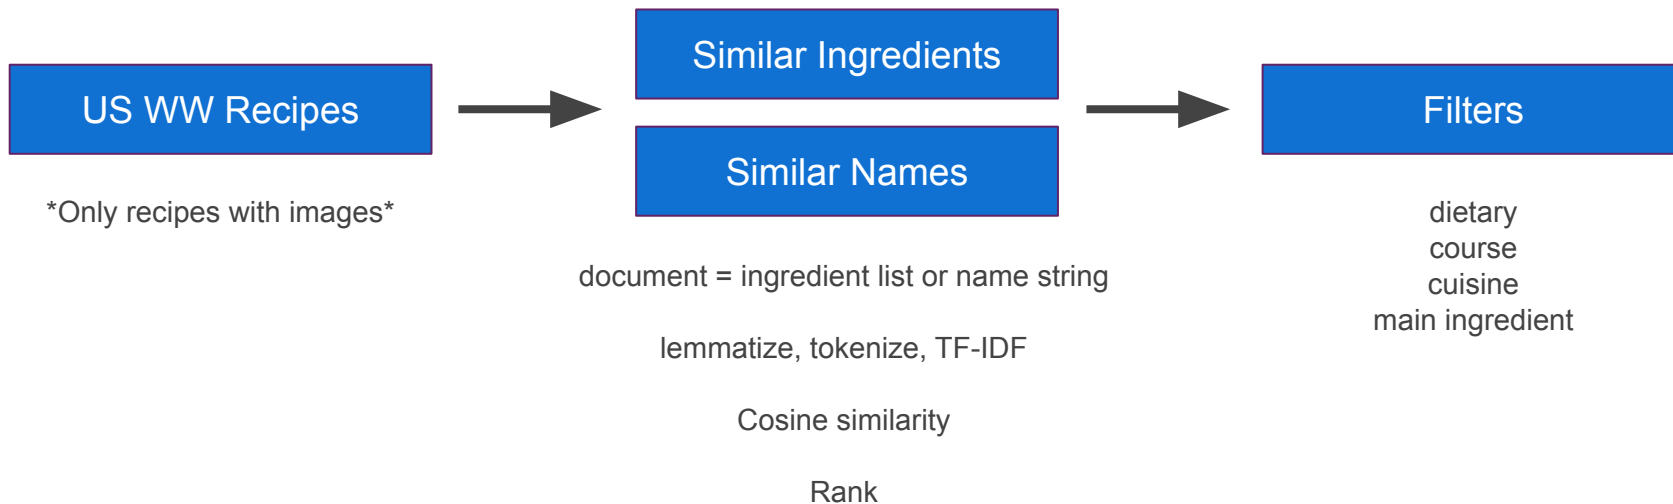 US WW Recipes
*Only recipes with images*
Similar Ingredients
Similar Names
document = ingredient list or name string
lemmatize, tokenize, TF-IDF
Cosine similarity
Rank
Filters
dietary
course
cuisine
main ingredient